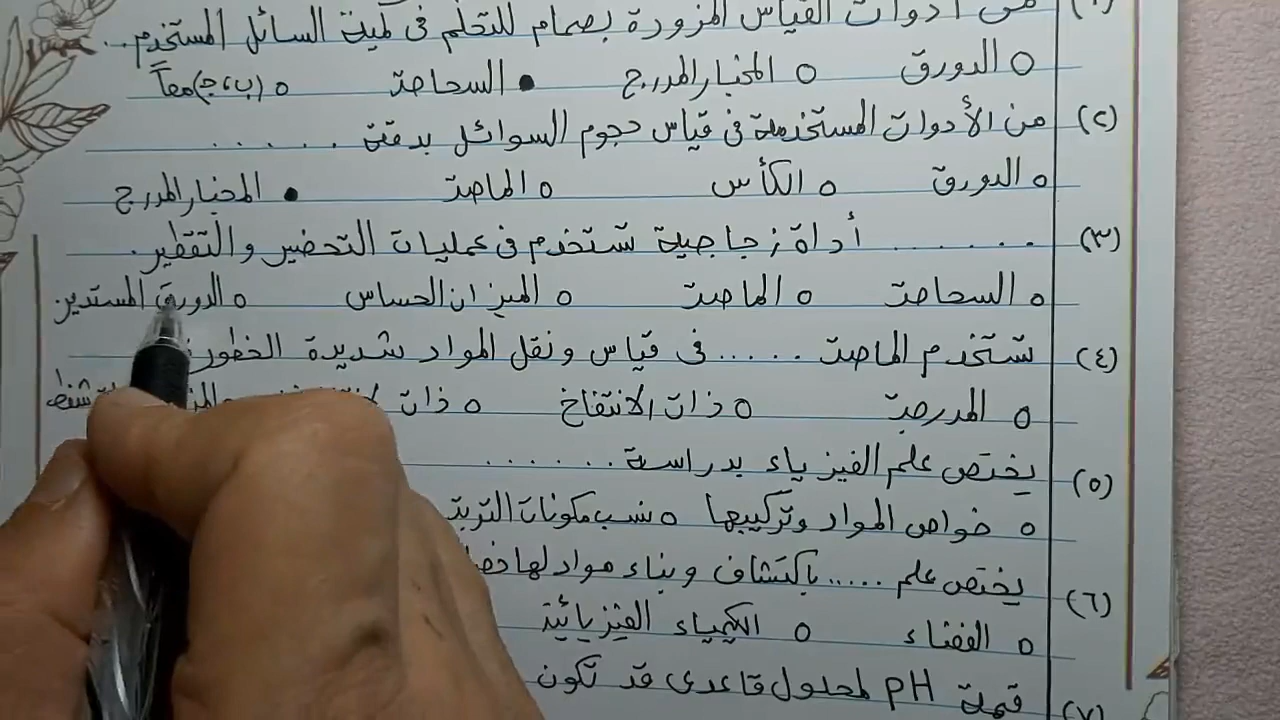 (١) من أدوات القياس المزودة بصمام للتحكم فى كمية السائل المستخدم..
الدورق المخبار المدرج السحاحة (ب، ج) معاً
(٢) من الأدوات المستخدمة فى قياس حجوم السوائل بدقة ......
الدورق الكأس الماصة المخبار المدرج
(٣) ...... أداة زجاجية تستخدم فى عمليات التحضير والتقطير.
السحاحة الماصة الميزان الحساس الدورق المستدير
(٤) تستخدم الماصة ..... فى قياس ونقل المواد شديدة الخطورة
المدرجة ذات الانتفاخ ذات
(٥) يختص علم الفيزياء بدراسة ......
خواص المواد وتركيبها نسب مكونات التربة
(٦) يختص علم ..... باكتشاف وبناء مواد لها
الفضاء الكيمياء الفيزيائية
(٧) قيمة pH لمحلول قاعدى قد تكون